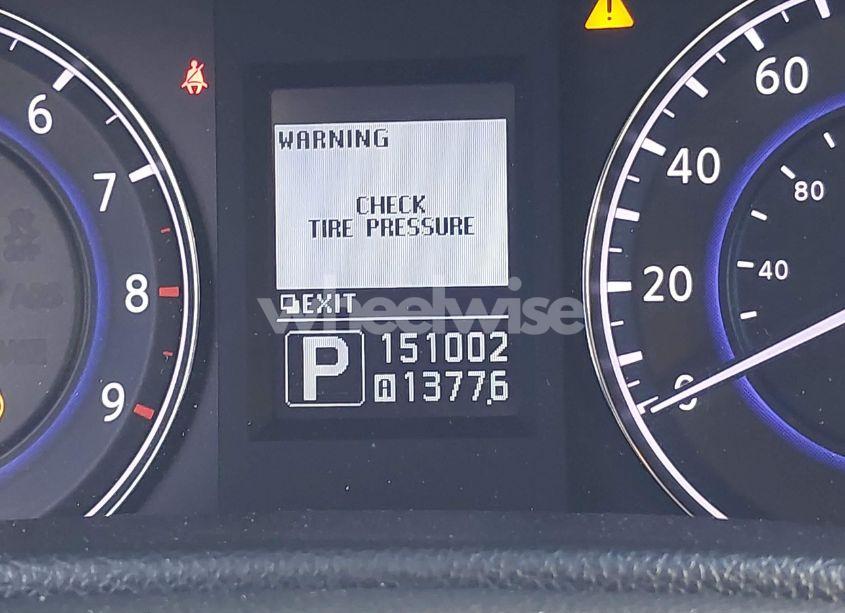 60
6
WARNING
40
7
80
CHECK
TIRE PRESSURE
40
20
8
EXIT
wheelwise
P
151002
A 1377.6
9
0